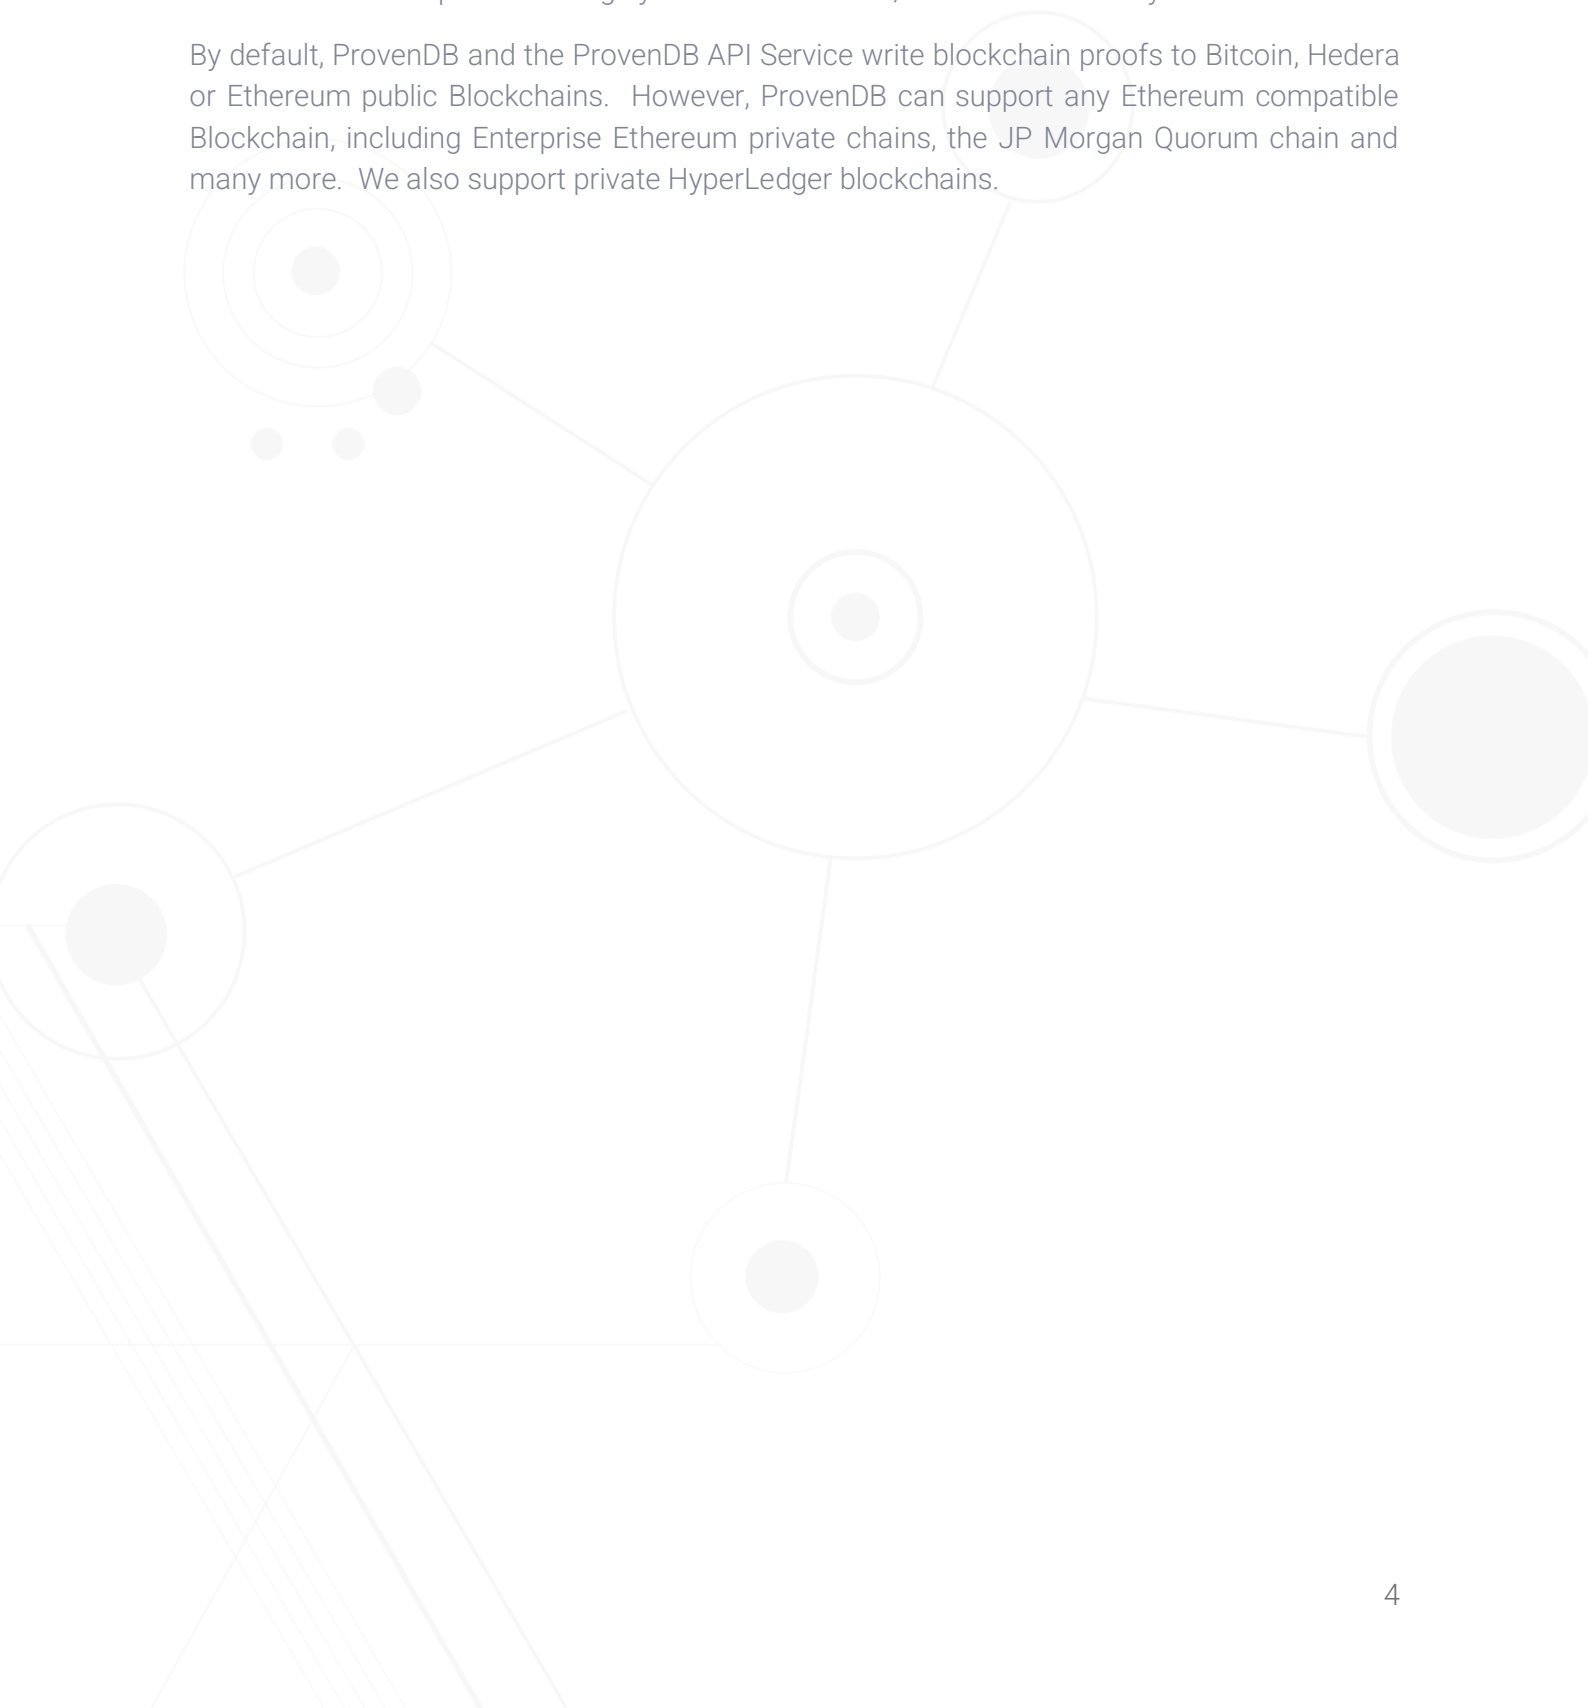 By default, ProvenDB and the ProvenDB API Service write blockchain proofs to Bitcoin, Hedera
or Ethereum public Blockchains.  However, ProvenDB can support any Ethereum compatible
Blockchain, including Enterprise Ethereum private chains, the JP Morgan Quorum chain and
many more.  We also support private HyperLedger blockchains.
4